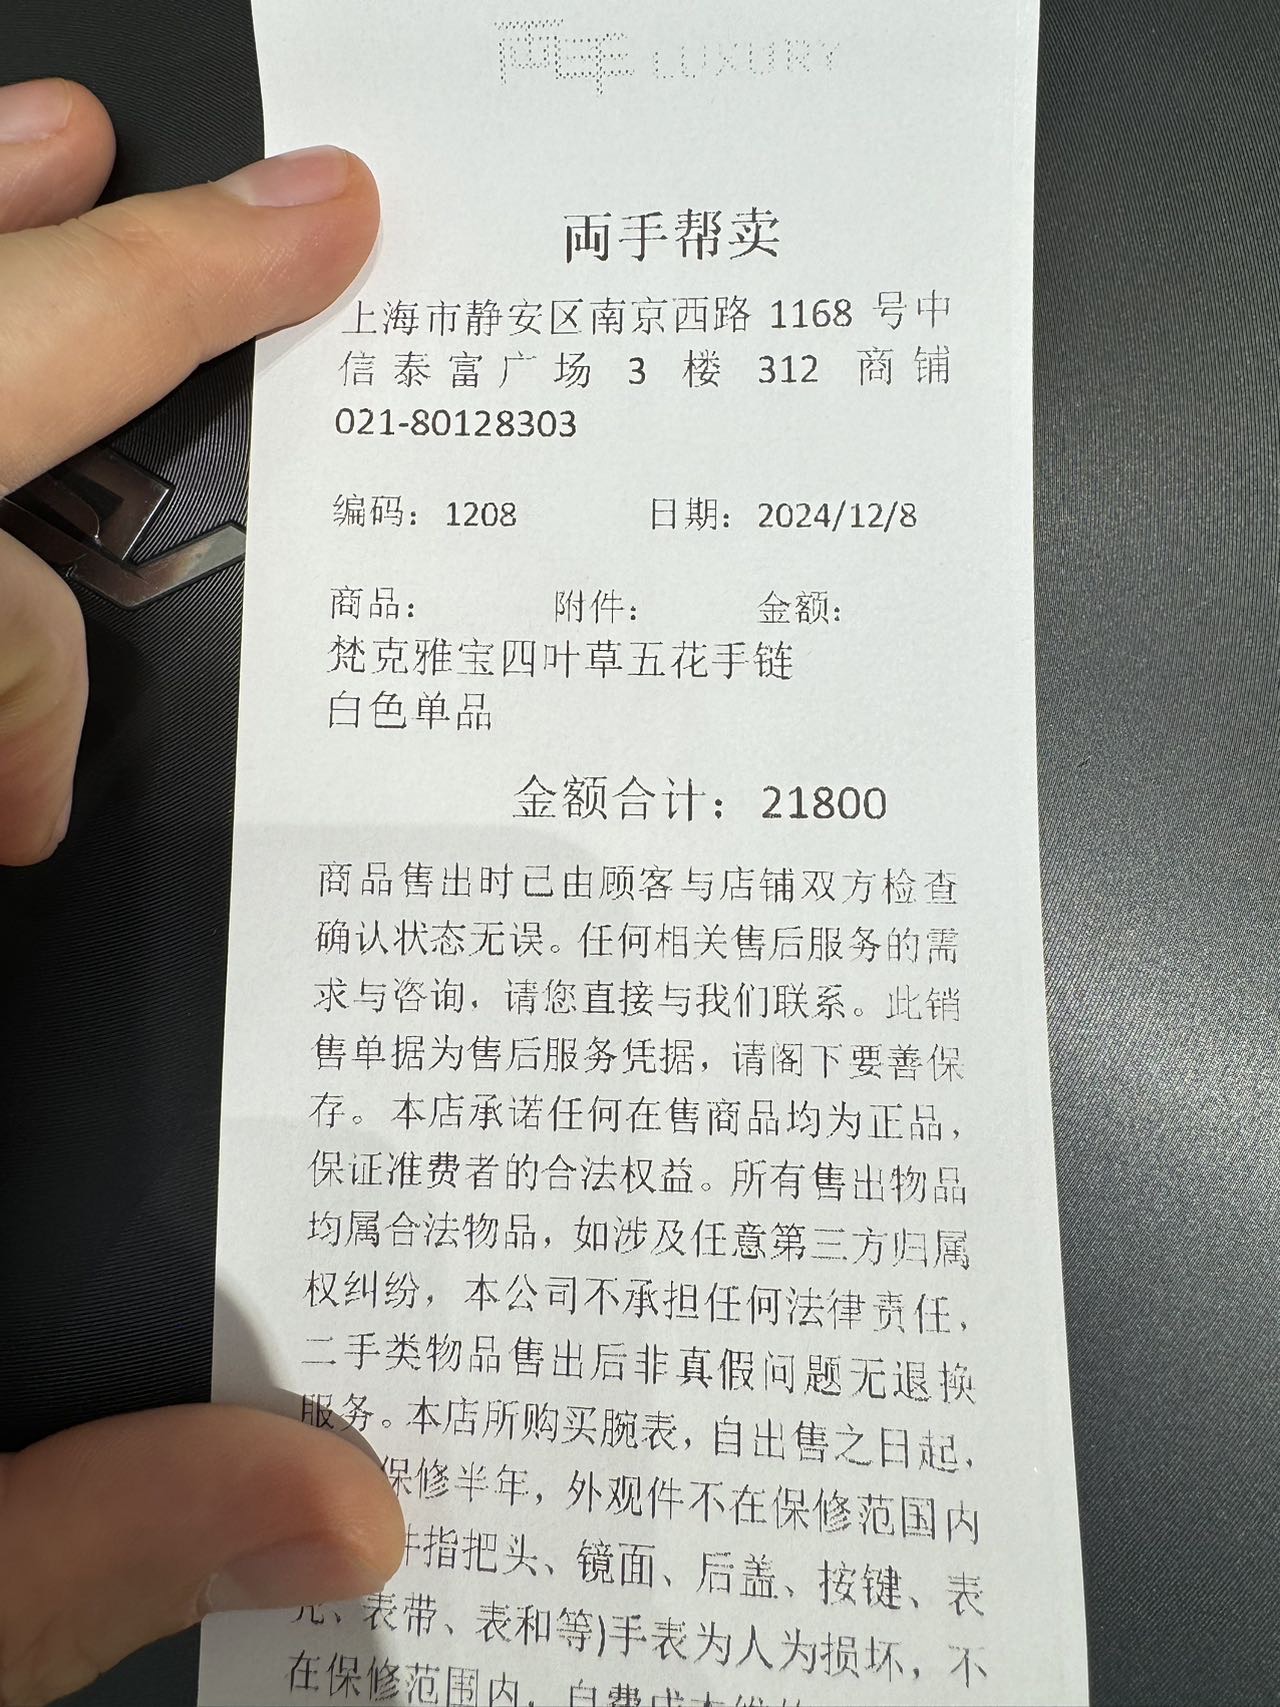 両手 LUXURY
両手帮卖
上海市静安区南京西路 1168 号中
信泰富广场 3 楼 312 商铺
021-80128303
编码：1208 日期：2024/12/8
商品： 附件： 金额：
梵克雅宝四叶草五花手链
白色单品
金额合计：21800
商品售出时已由顾客与店铺双方检查
确认状态无误。任何相关售后服务的需
求与咨询，请您直接与我们联系。此销
售单据为售后服务凭据，请阁下要善保
存。本店承诺任何在售商品均为正品，
保证准费者的合法权益。所有售出物品
均属合法物品，如涉及任意第三方归属
权纠纷，本公司不承担任何法律责任，
二手类物品售出后非真假问题无退换
服务。本店所购买腕表，自出售之日起，
保修半年，外观件不在保修范围内
件指把头、镜面、后盖、按键、表
壳、表带、表和等)手表为人为损坏，不
在保修范围内，自费成本维修